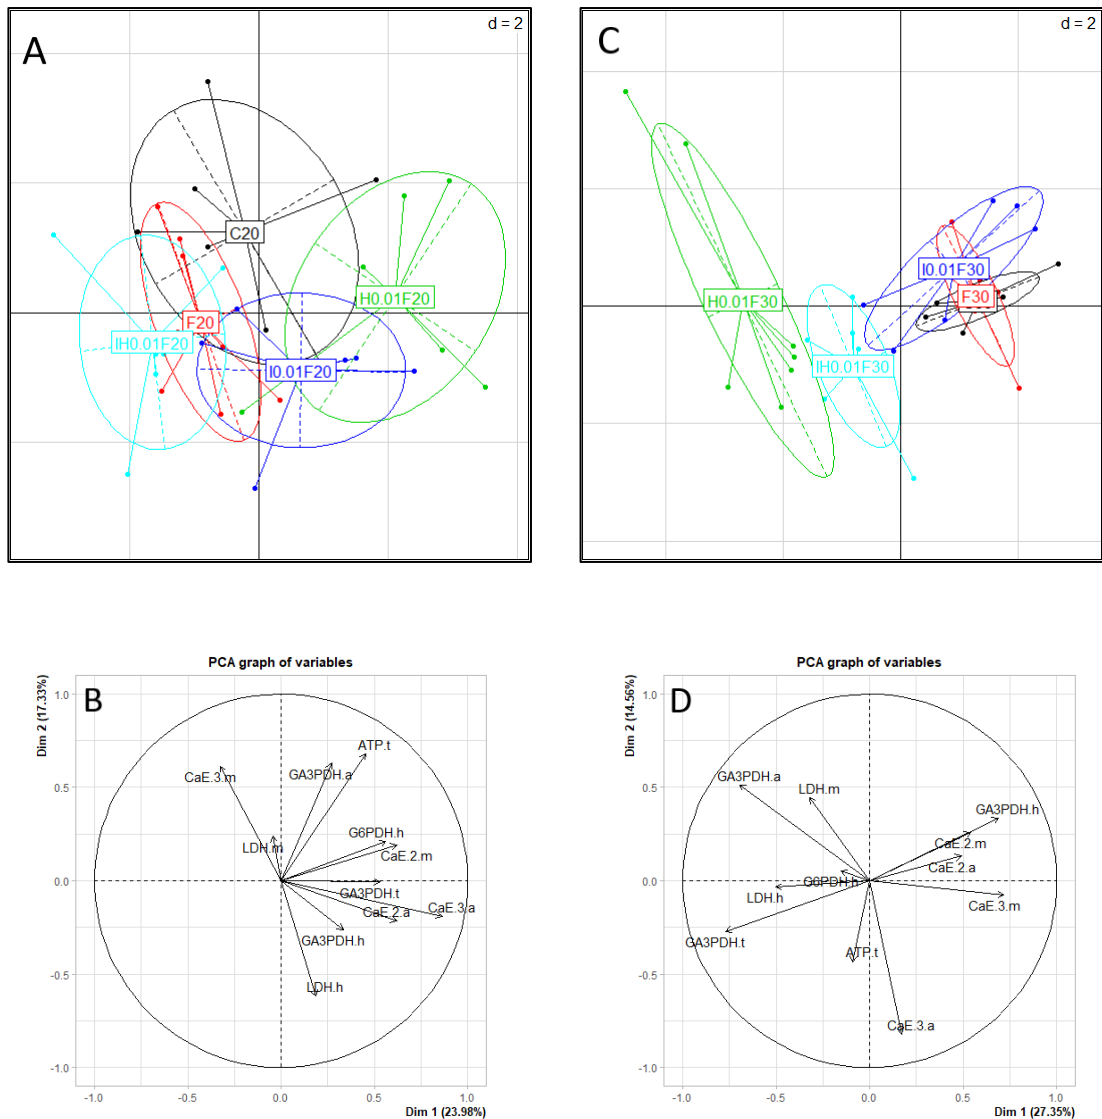 A
d = 2
C20
H0.01F20
F20
IH0.01F20
I0.01F20
C
d = 2
I0.01F30
H0.01F30
F30
IH0.01F30
PCA graph of variables
B
Dim 2 (17.33%)
1.0
0.5
0.0
-0.5
-1.0
ATP.t
GA3PDH.a
CaE.3.m
G6PDH.h
LDH.m
CaE.2.m
GA3PDH.t
CaE.3.a
CaE.2.a
GA3PDH.h
LDH.h
-1.0 -0.5 0.0 0.5 1.0
Dim 1 (23.98%)
PCA graph of variables
D
Dim 2 (14.56%)
1.0
0.5
0.0
-0.5
-1.0
GA3PDH.a
LDH.m
GA3PDH.h
CaE.2.m
CaE.2.a
G6PDH.h
LDH.h
CaE.3.m
GA3PDH.t
ATP.t
CaE.3.a
-1.0 -0.5 0.0 0.5 1.0
Dim 1 (27.35%)